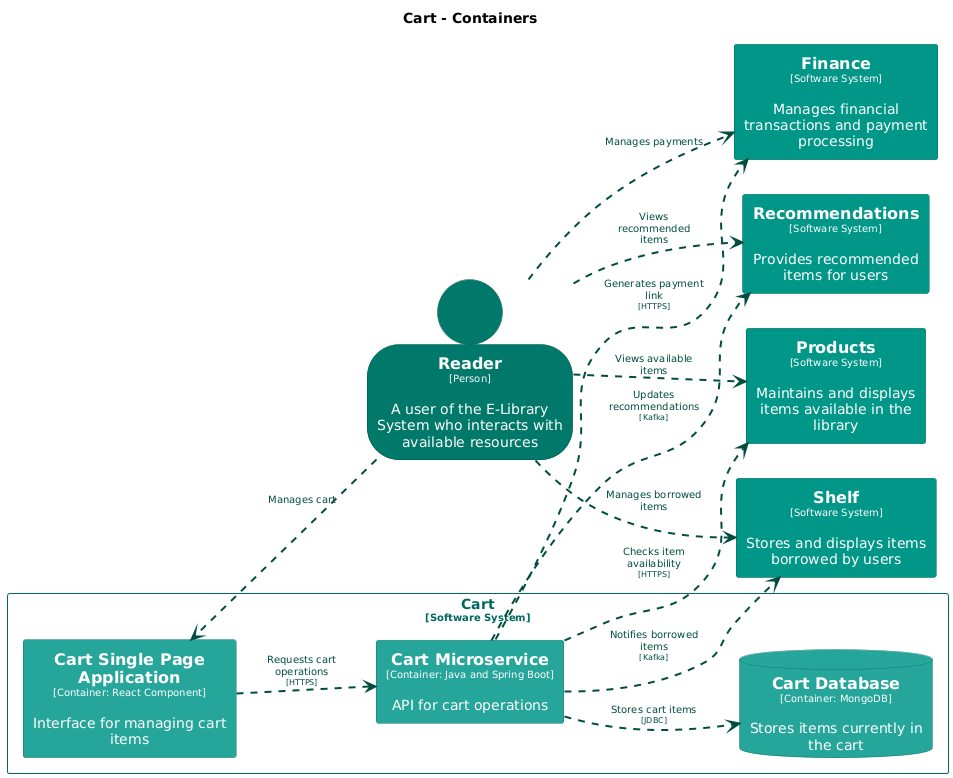 Cart - Containers
Finance
[Software System]
Manages financial
transactions and payment
processing
Manages payments
Recommendations
[Software System]
Provides recommended
items for users
Views
recommended
items
Generates payment
link
[HTTPS]
Reader
[Person]
A user of the E-Library
System who interacts with
available resources
Products
[Software System]
Maintains and displays
items available in the
library
Views available
items
Updates
recommendations
[Kafka]
Manages cart
Manages borrowed
items
Shelf
[Software System]
Stores and displays items
borrowed by users
Checks item
availability
[HTTPS]
Cart
[Software System]
Cart Single Page
Application
[Container: React Component]
Interface for managing cart
items
Requests cart
operations
[HTTPS]
Cart Microservice
[Container: Java and Spring Boot]
API for cart operations
Notifies borrowed
items
[Kafka]
Stores cart items
[JDBC]
Cart Database
[Container: MongoDB]
Stores items currently in
the cart